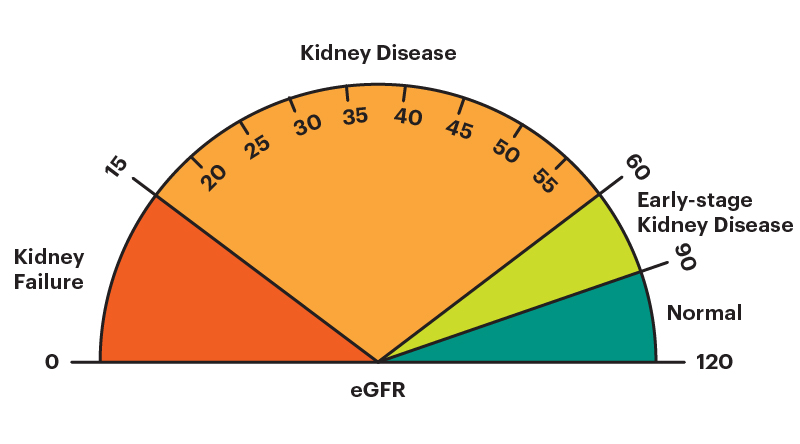 Kidney Disease
15
20
25
30
35
40
45
50
55
60
Early-stage
Kidney Disease
90
Kidney
Failure
Normal
0
120
eGFR